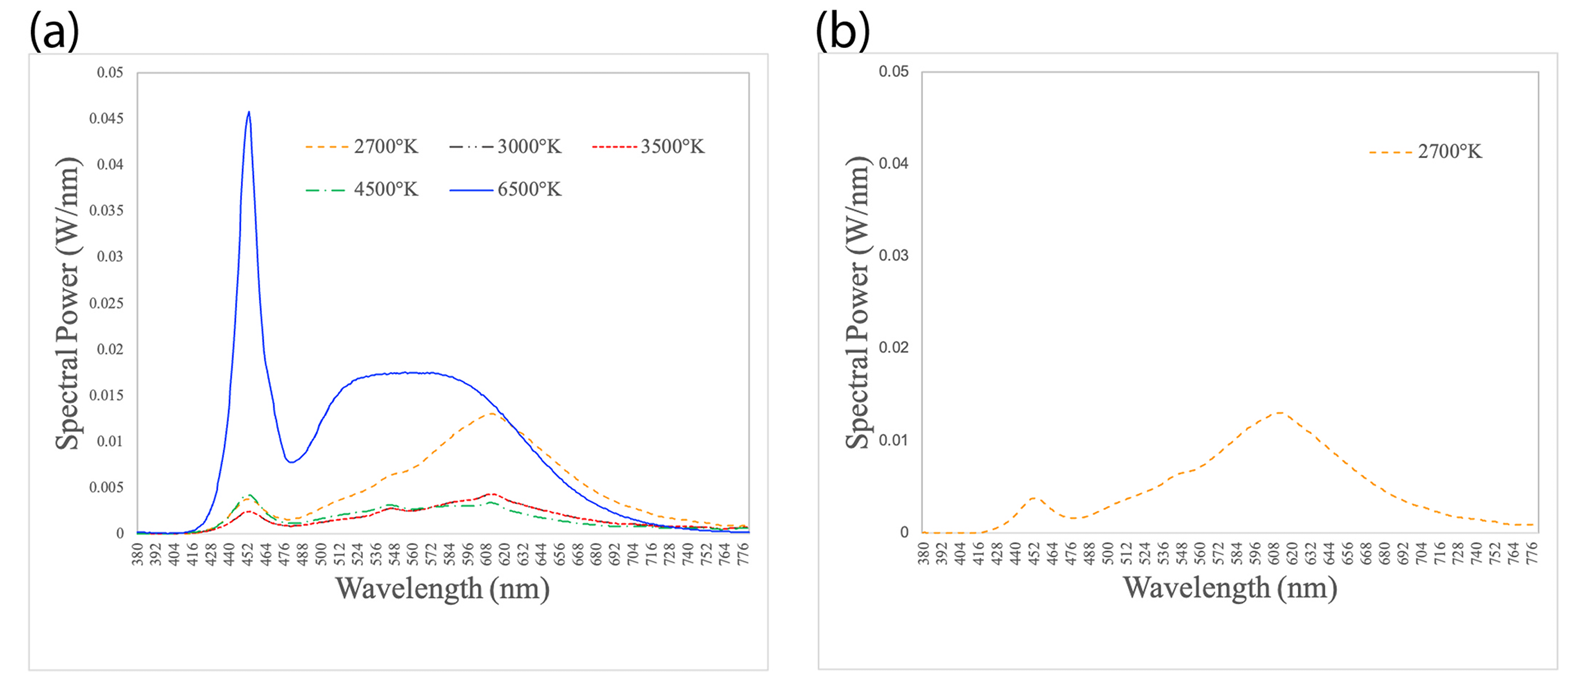 (a)
0.05
0.045
0.04
0.035
0.03
0.025
0.02
0.015
0.01
0.005
0
Spectral Power (W/nm)
2700°K 3000°K 3500°K
4500°K 6500°K
380 392 404 416 428 440 452 464 476 488 500 512 524 536 548 560 572 584 596 608 620 632 644 656 668 680 692 704 716 728 740 752 764 776
Wavelength (nm)
(b)
0.05
0.04
0.03
0.02
0.01
0
Spectral Power (W/nm)
2700°K
380 392 404 416 428 440 452 464 476 488 500 512 524 536 548 560 572 584 596 608 620 632 644 656 668 680 692 704 716 728 740 752 764 776
Wavelength (nm)